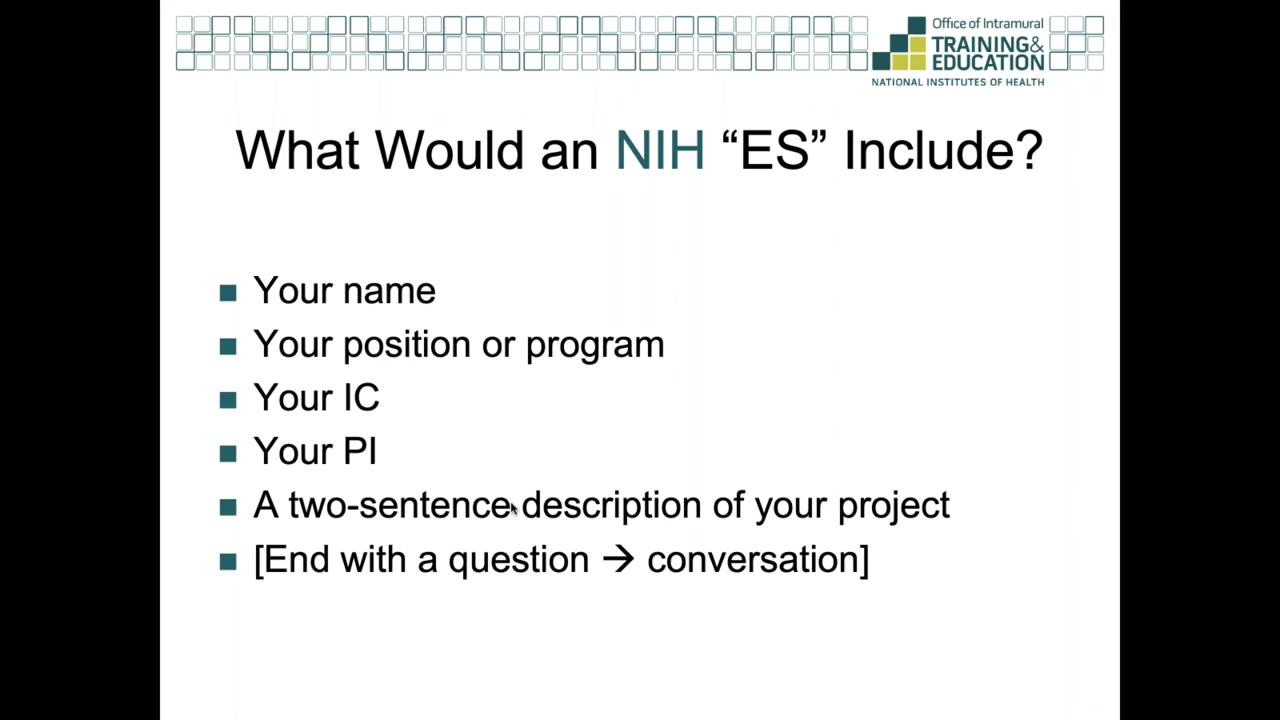 Office of Intramural
TRAINING&
EDUCATION
NATIONAL INSTITUTES OF HEALTH
What Would an NIH “ES” Include?
Your name
Your position or program
Your IC
Your PI
A two-sentence description of your project
[End with a question → conversation]